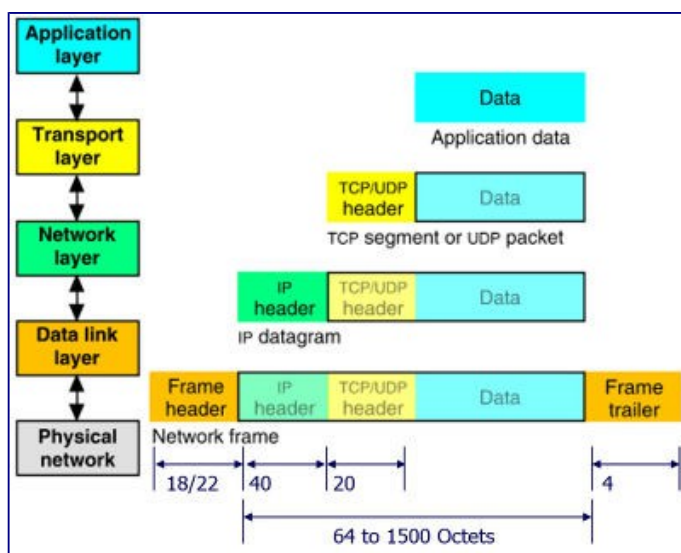 Application
layer
Data
Application data
Transport
layer
TCP/UDP
header
Data
TCP segment or UDP packet
Network
layer
IP
header
TCP/UDP
header
Data
IP datagram
Data link
layer
Frame
header
IP
header
TCP/UDP
header
Data
Frame
trailer
Physical
network
Network frame
18/22
40
20
4
64 to 1500 Octets